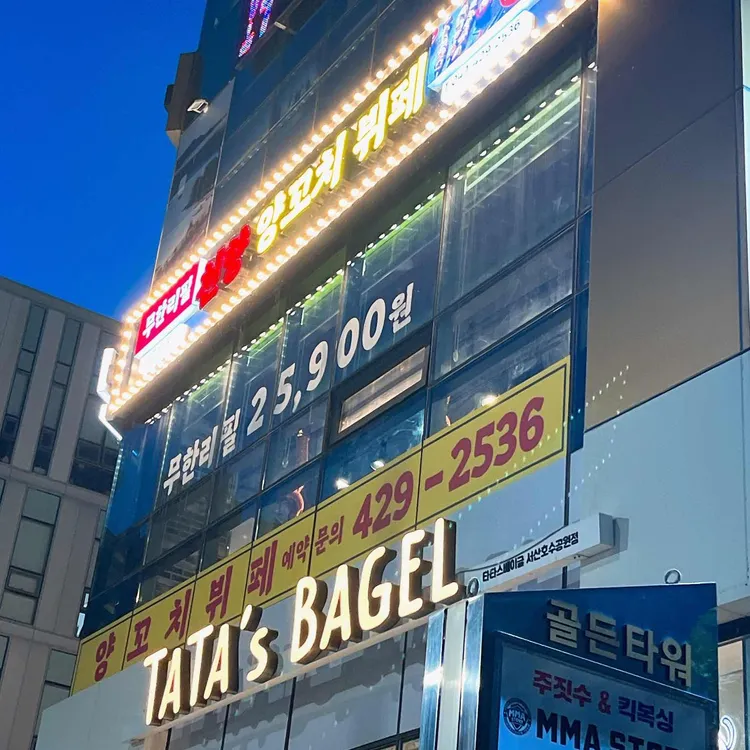 무한리필
신짱 양꼬치 뷔페
무한리필 25,900원
양꼬치 뷔페 예약·문의 429-2536
TATA's BAGEL
타타스베이글 서산호수공원점
골든타워
주짓수 & 킥복싱
MMA